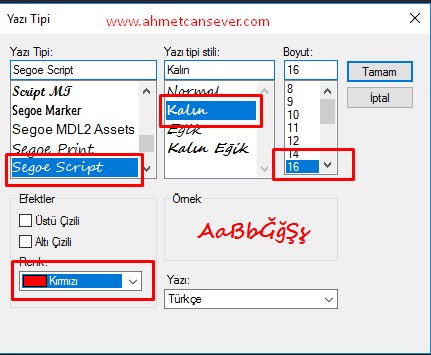 Yazı Tipi
www.ahmetcansever.com
Yazı Tipi:
Segoe Script
Script MT
Segoe Marker
Segoe MDL2 Assets
Segoe Print
Segoe Script
Yazı tipi stili:
Kalın
Normal
Kalın
Eğik
Kalın Eğik
Boyut:
16
8
9
10
11
12
14
16
Tamam
İptal
Efektler
Üstü Çizili
Altı Çizili
Renk:
Kırmızı
Örnek
AaBbĞğŞş
Yazı:
Türkçe